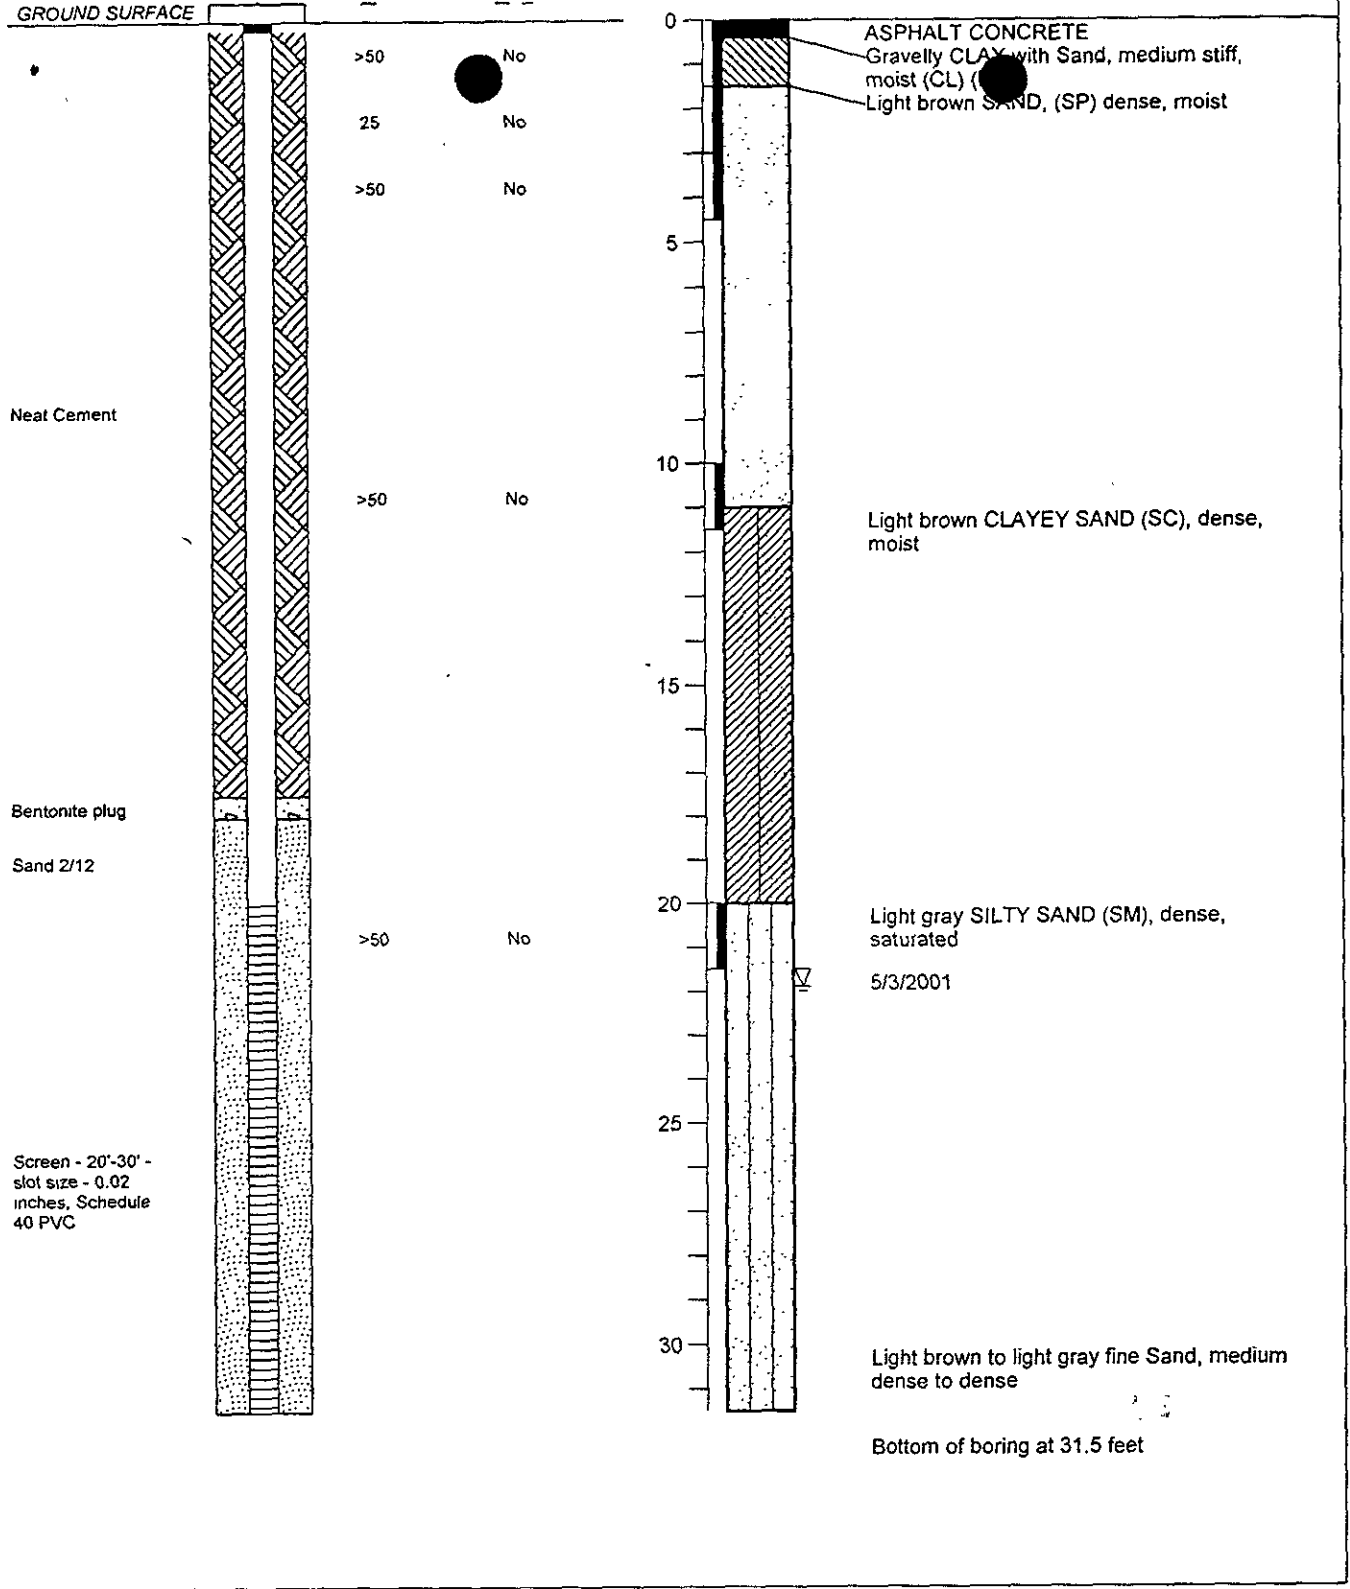 GROUND SURFACE
0
ASPHALT CONCRETE
>50
No
Gravelly CLAY with Sand, medium stiff,
moist (CL) (
Light brown SAND, (SP) dense, moist
25
No
>50
No
5
Neat Cement
10
>50
No
Light brown CLAYEY SAND (SC), dense,
moist
15
Bentonite plug
Sand 2/12
20
Light gray SILTY SAND (SM), dense,
saturated
>50
No
5/3/2001
25
Screen - 20'-30' -
slot size - 0.02
inches, Schedule
40 PVC
30
Light brown to light gray fine Sand, medium
dense to dense
Bottom of boring at 31.5 feet